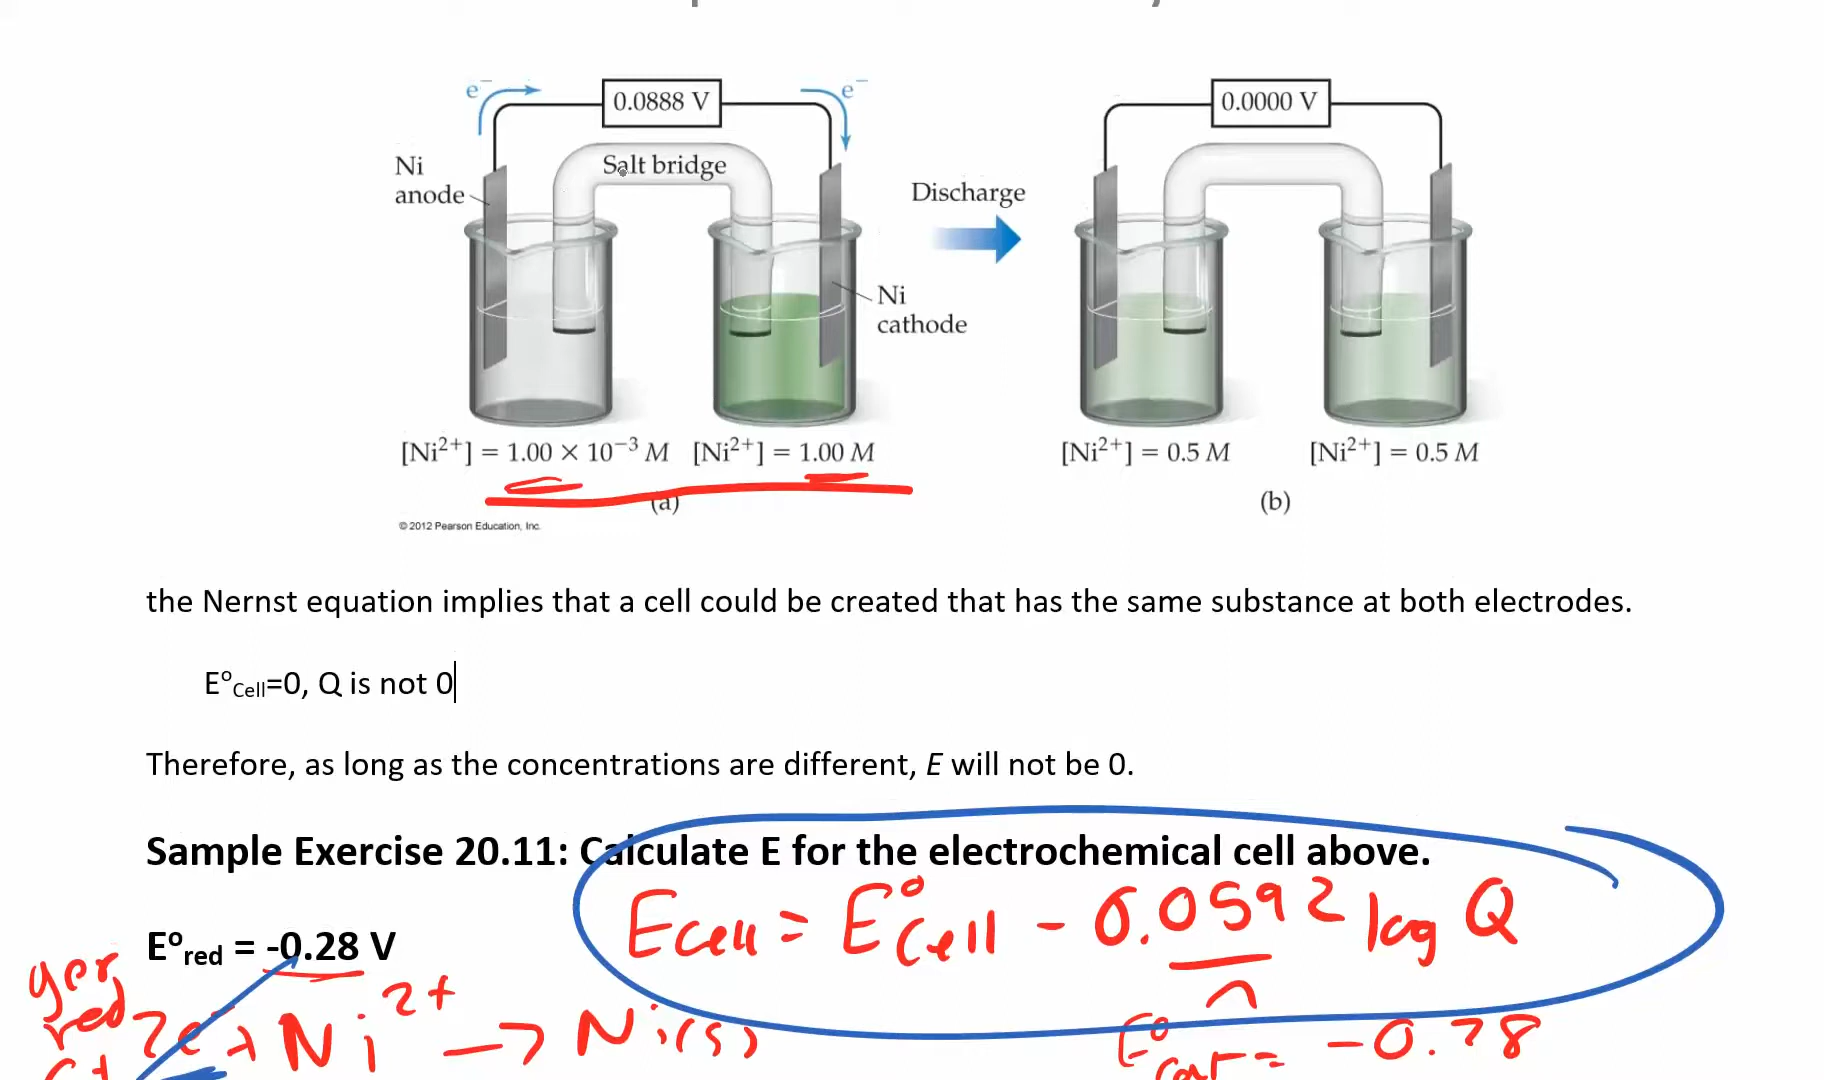 e⁻ 0.0888 V e⁻
0.0000 V
Ni
anode
Salt bridge
Discharge
Ni
cathode
[Ni²⁺] = 1.00 × 10⁻³ M [Ni²⁺] = 1.00 M
[Ni²⁺] = 0.5 M [Ni²⁺] = 0.5 M
(a)
(b)
© 2012 Pearson Education, Inc.
the Nernst equation implies that a cell could be created that has the same substance at both electrodes.
E°Cell=0, Q is not 0
Therefore, as long as the concentrations are different, E will not be 0.
Sample Exercise 20.11: Calculate E for the electrochemical cell above.
Ecell = E°cell - 0.0592/n log Q
E°red = -0.28 V
red
2e⁻ + Ni²⁺ → Ni(s)
E°cat = -0.28